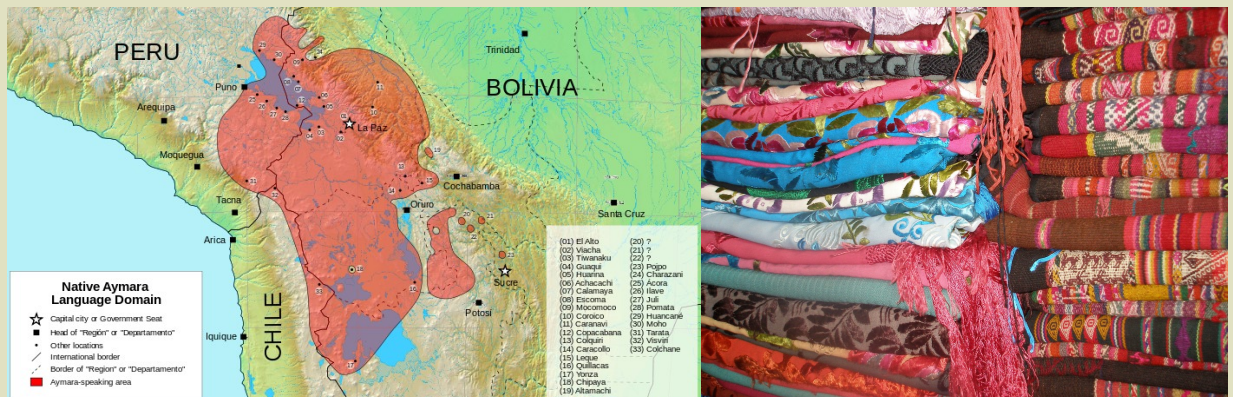 PERU
BOLIVIA
CHILE
Trinidad
Puno
Arequipa
La Paz
Moquegua
Cochabamba
Tacna
Oruro
Santa Cruz
Arica
Sucre
Potosí
Iquique
Native Aymara
Language Domain
Capital city or Government Seat
Head of "Región" or "Departamento"
Other locations
International border
Border of "Region" or "Departamento"
Aymara-speaking area
(01) El Alto
(02) Viacha
(03) Tiwanaku
(04) Guaqui
(05) Huarina
(06) Achacachi
(07) Calamaya
(08) Escoma
(09) Mocomoco
(10) Coroico
(11) Caranavi
(12) Copacabana
(13) Colquiri
(14) Caracollo
(15) Leque
(16) Quillacas
(17) Yonza
(18) Chipaya
(19) Altamachi
(20) ?
(21) ?
(22) ?
(23) Pojpo
(24) Charazani
(25) Acora
(26) Ilave
(27) Juli
(28) Pomata
(29) Huancané
(30) Moho
(31) Tarata
(32) Visviri
(33) Colchane